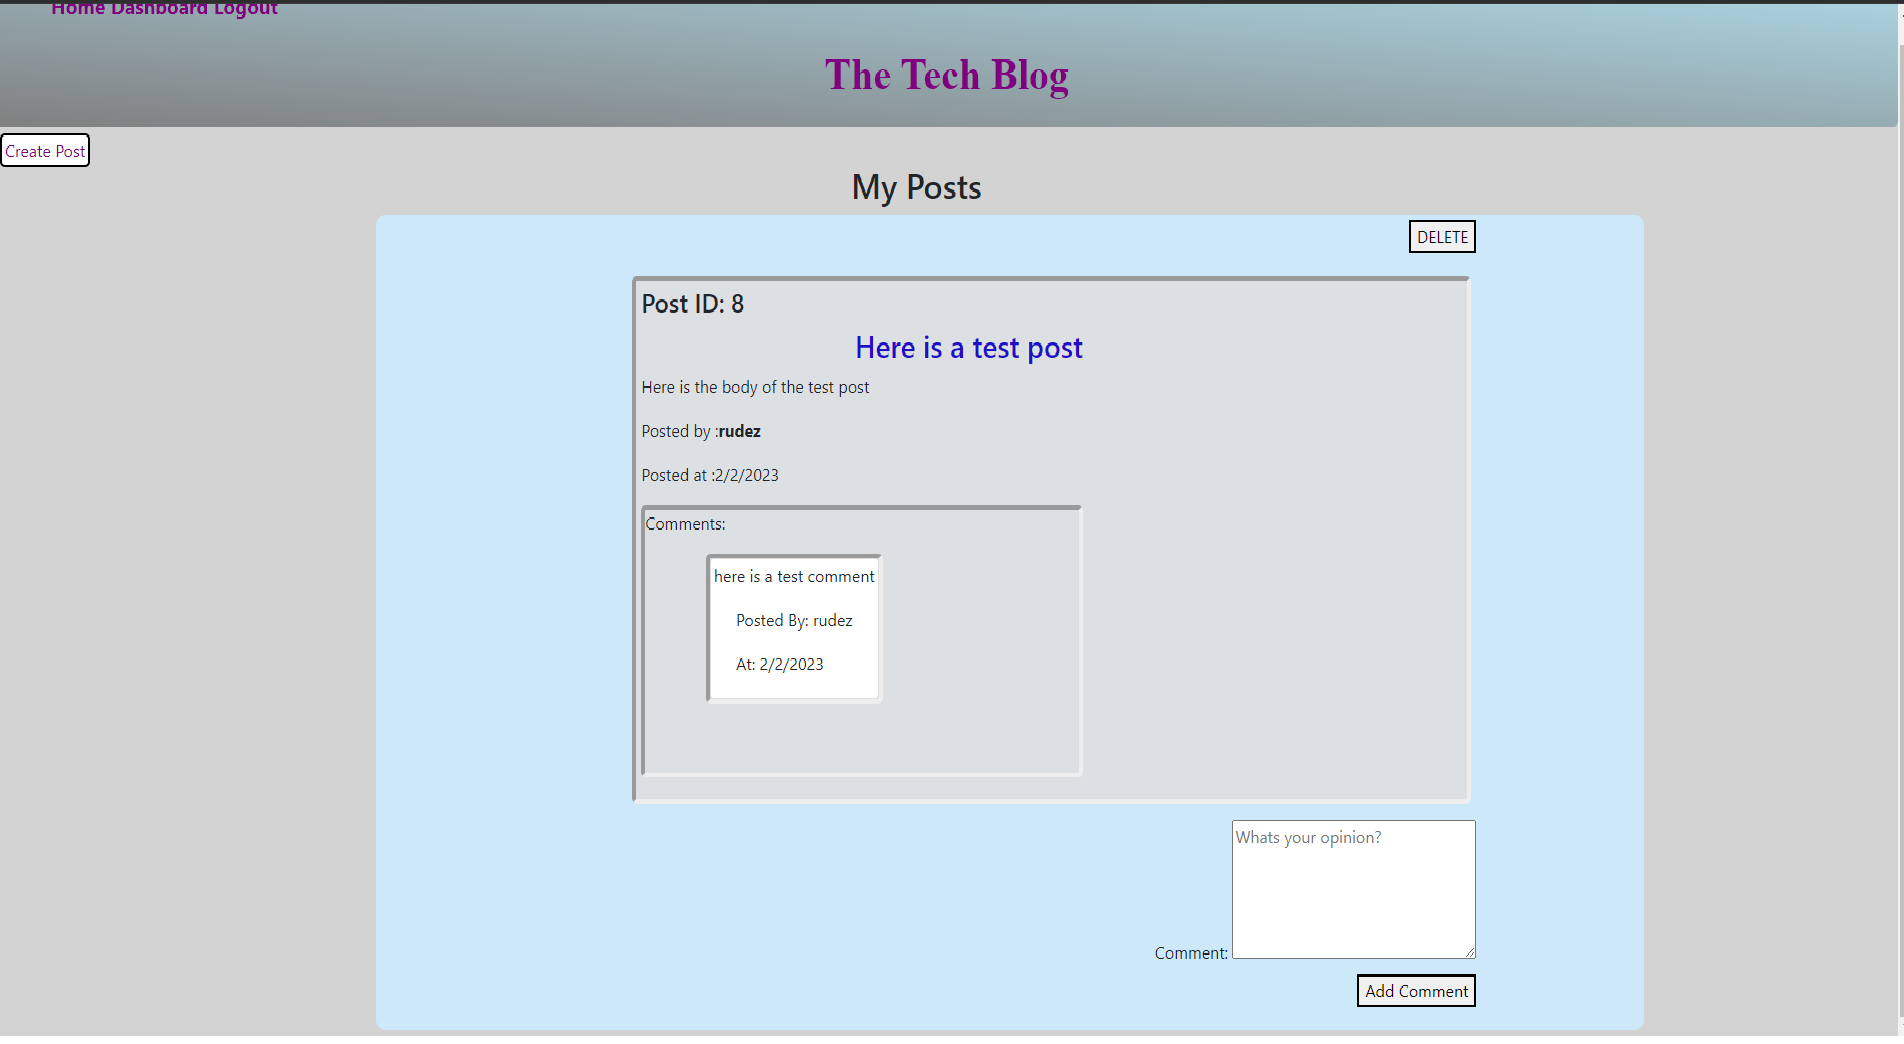 Home Dashboard Logout
The Tech Blog
Create Post
My Posts
DELETE
Post ID: 8
Here is a test post
Here is the body of the test post
Posted by :rudez
Posted at :2/2/2023
Comments:
here is a test comment
Posted By: rudez
At: 2/2/2023
Whats your opinion?
Comment:
Add Comment